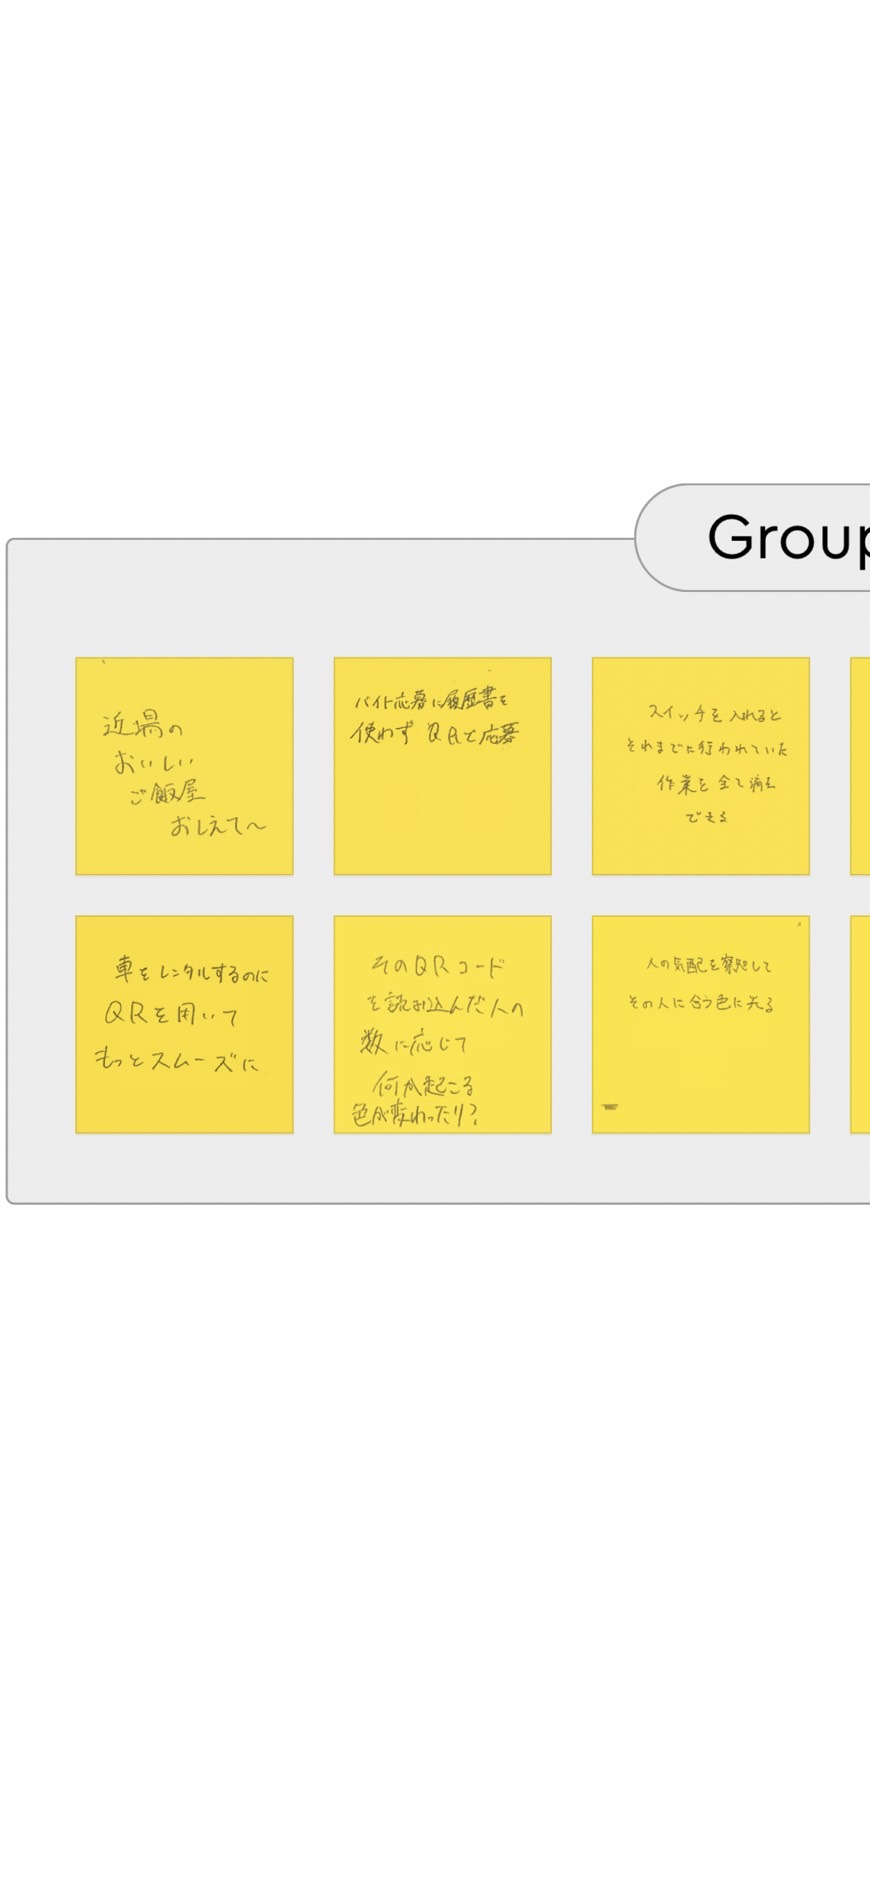 Group
近場の
おいしい
ご飯屋
おしえて〜
バイト応募に履歴書を
使わず QRで応募
スイッチを入れると
それまでに行われていた
作業を全て消去
できる
車をレンタルするのに
QRを用いて
もっとスムーズに
そのQRコード
を読み込んだ人の
数に応じて
何か起こる
色が変わったり?
人の気配を察知して
その人に合う色に光る